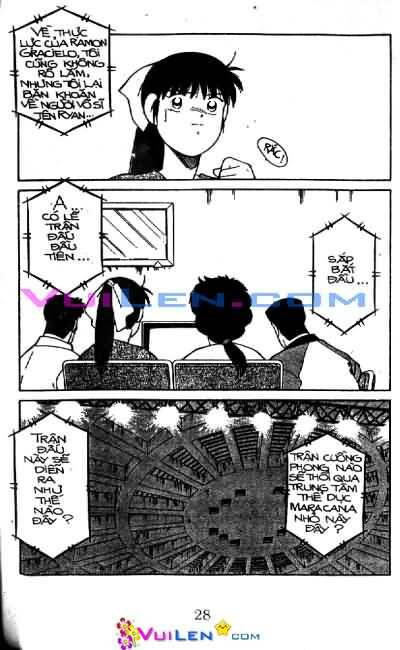 VỀ THỰC
LỰC CỦA RAMON
GRACIELO, TÔI
CŨNG KHÔNG
RÕ LẮM,
NHƯNG TÔI LẠI
BĂN KHOĂN
VỀ NGƯỜI VÕ SĨ
TÊN RYAN...
RẮC!
A...
CÓ LẼ
TRẬN
ĐẤU
ĐẦU
TIÊN...
SẮP
BẮT
ĐẦU...
VUILEN.COM
TRẬN
ĐẤU
NÀY SẼ
DIỄN
RA
NHƯ
THẾ
NÀO
ĐÂY?
TRẬN CUỒNG
PHONG NÀO
SẼ THỔI QUA
TRUNG TÂM
THỂ DỤC
MARACANA
NHỎ NÀY
ĐÂY?
28
VUILEN.COM